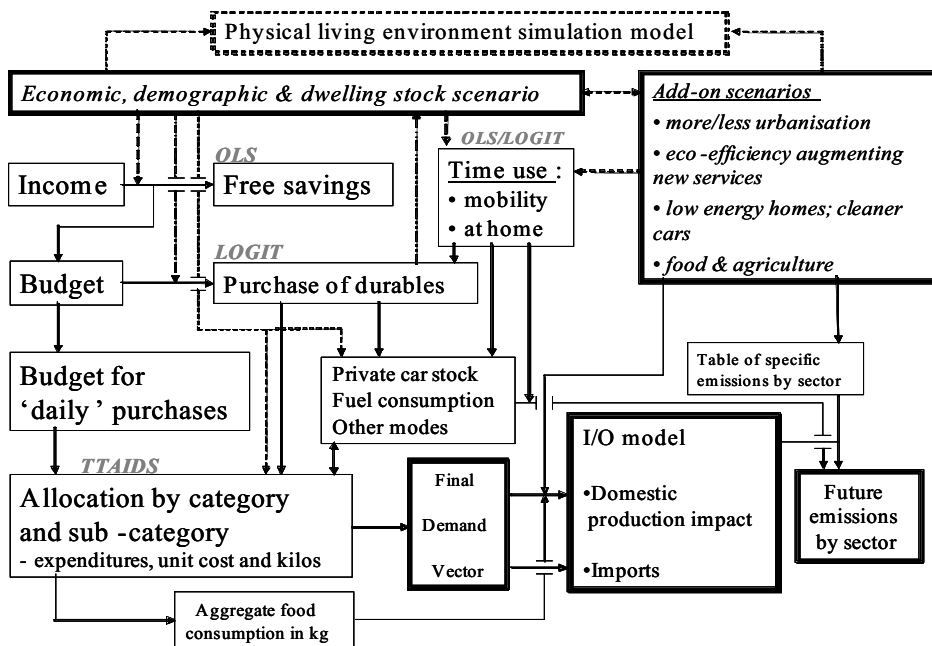 Physical living environment simulation model
Economic, demographic & dwelling stock scenario
Add-on scenarios
• more/less urbanisation
• eco-efficiency augmenting
new services
• low energy homes; cleaner
cars
• food & agriculture
OLS/LOGIT
Time use :
• mobility
• at home
OLS
Income
Free savings
LOGIT
Budget
Purchase of durables
Budget for
‘daily’ purchases
Private car stock
Fuel consumption
Other modes
Table of specific
emissions by sector
TTAIDS
Allocation by category
and sub-category
- expenditures, unit cost and kilos
Final
Demand
Vector
I/O model
•Domestic
production impact
•Imports
Future
emissions
by sector
Aggregate food
consumption in kg